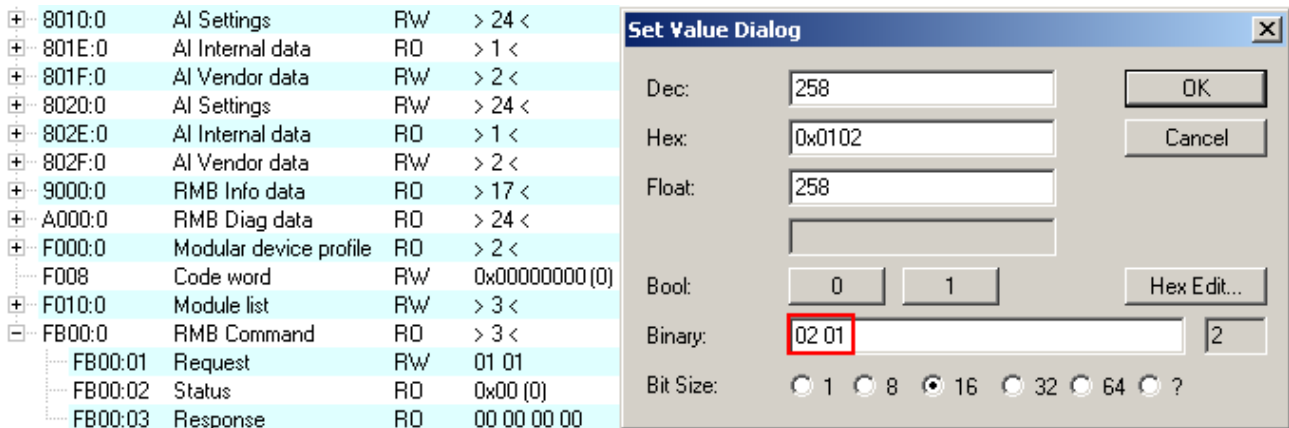 8010:0 AI Settings RW > 24 <
801E:0 AI Internal data RO > 1 <
801F:0 AI Vendor data RW > 2 <
8020:0 AI Settings RW > 24 <
802E:0 AI Internal data RO > 1 <
802F:0 AI Vendor data RW > 2 <
9000:0 RMB Info data RO > 17 <
A000:0 RMB Diag data RO > 24 <
F000:0 Modular device profile RO > 2 <
F008 Code word RW 0x00000000 (0)
F010:0 Module list RW > 3 <
FB00:0 RMB Command RO > 3 <
FB00:01 Request RW 01 01
FB00:02 Status RO 0x00 (0)
FB00:03 Response RO 00 00 00 00
Set Value Dialog
Dec: 258 OK
Hex: 0x0102 Cancel
Float: 258
Bool: 0 1 Hex Edit...
Binary: 02 01 2
Bit Size: 1 8 16 32 64 ?